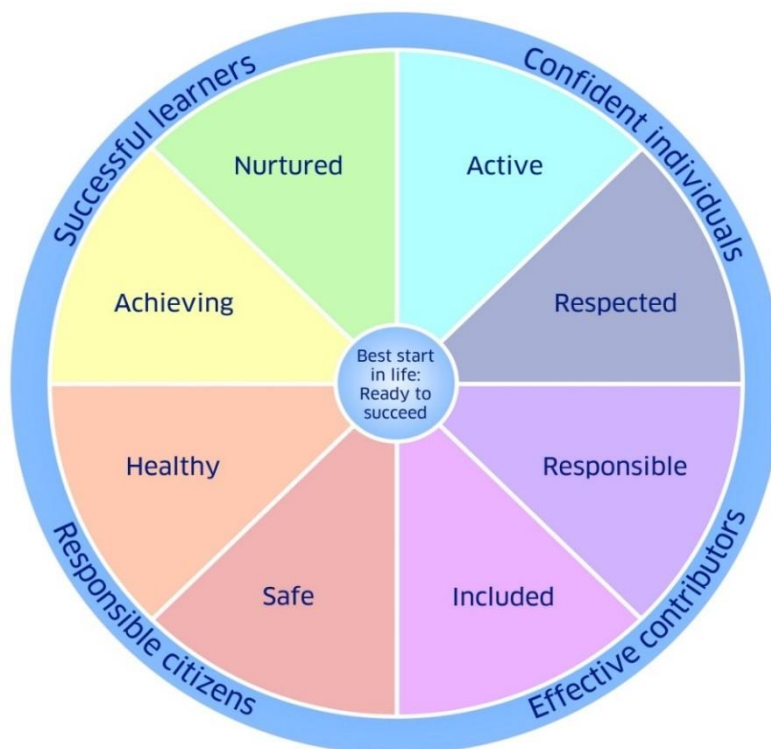 Successful learners
Confident individuals
Nurtured
Active
Achieving
Respected
Best start
in life:
Ready to
succeed
Healthy
Responsible
Safe
Included
Responsible citizens
Effective contributors